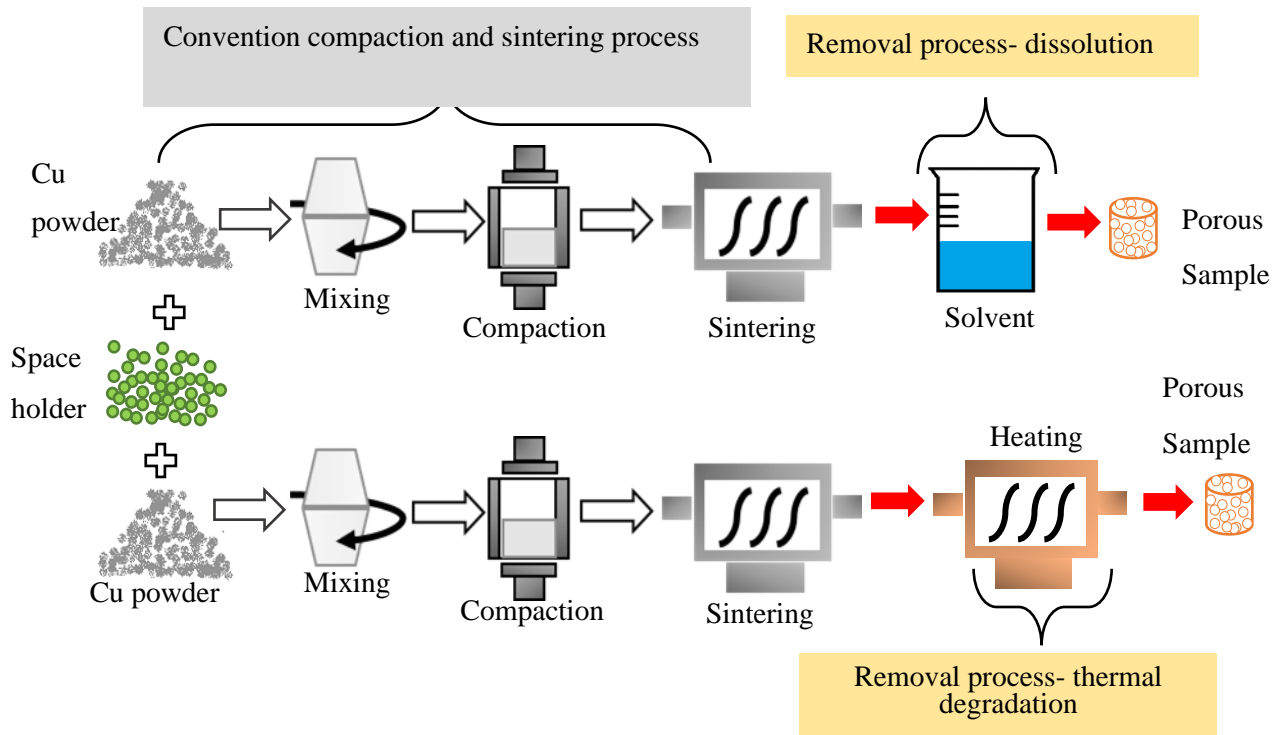 Convention compaction and sintering process
Removal process- dissolution
Cu
powder
Mixing
Compaction
Sintering
Solvent
Porous
Sample
Space
holder
Porous
Sample
Heating
Cu powder
Mixing
Compaction
Sintering
Removal process- thermal
degradation